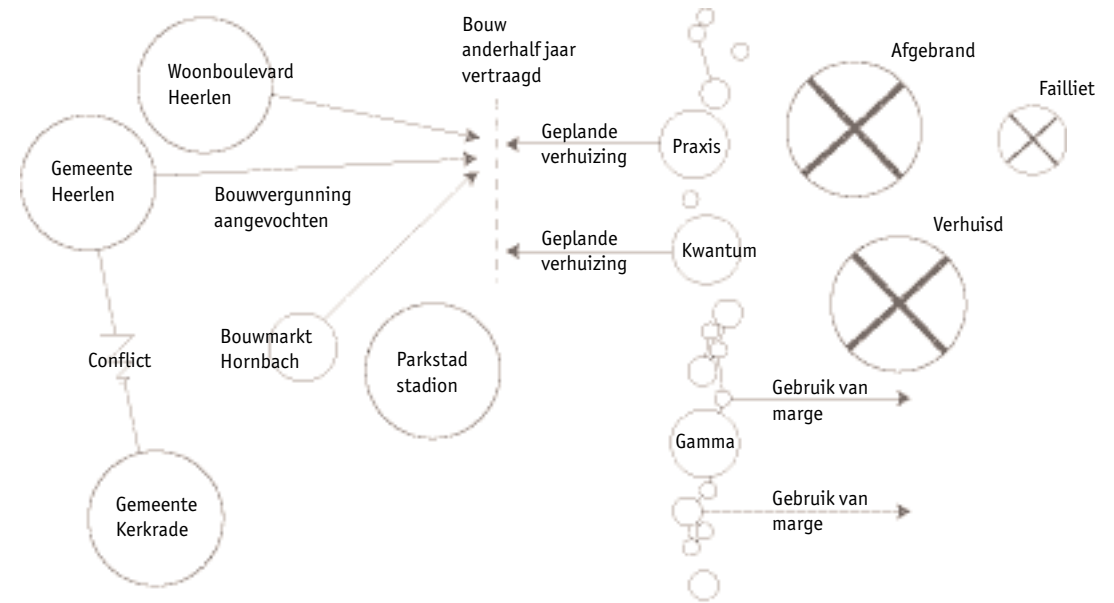 Bouw
anderhalf jaar
vertraagd
Afgebrand
Failliet
Woonboulevard
Heerlen
Geplande
verhuizing
Praxis
Gemeente
Heerlen
Bouwvergunning
aangevochten
Geplande
verhuizing
Kwantum
Verhuisd
Conflict
Bouwmarkt
Hornbach
Parkstad
stadion
Gebruik van
marge
Gamma
Gemeente
Kerkrade
Gebruik van
marge